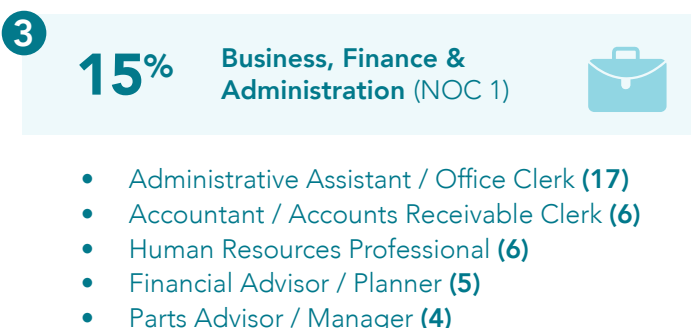 3
15%
Business, Finance &
Administration (NOC 1)
• Administrative Assistant / Office Clerk (17)
• Accountant / Accounts Receivable Clerk (6)
• Human Resources Professional (6)
• Financial Advisor / Planner (5)
• Parts Advisor / Manager (4)